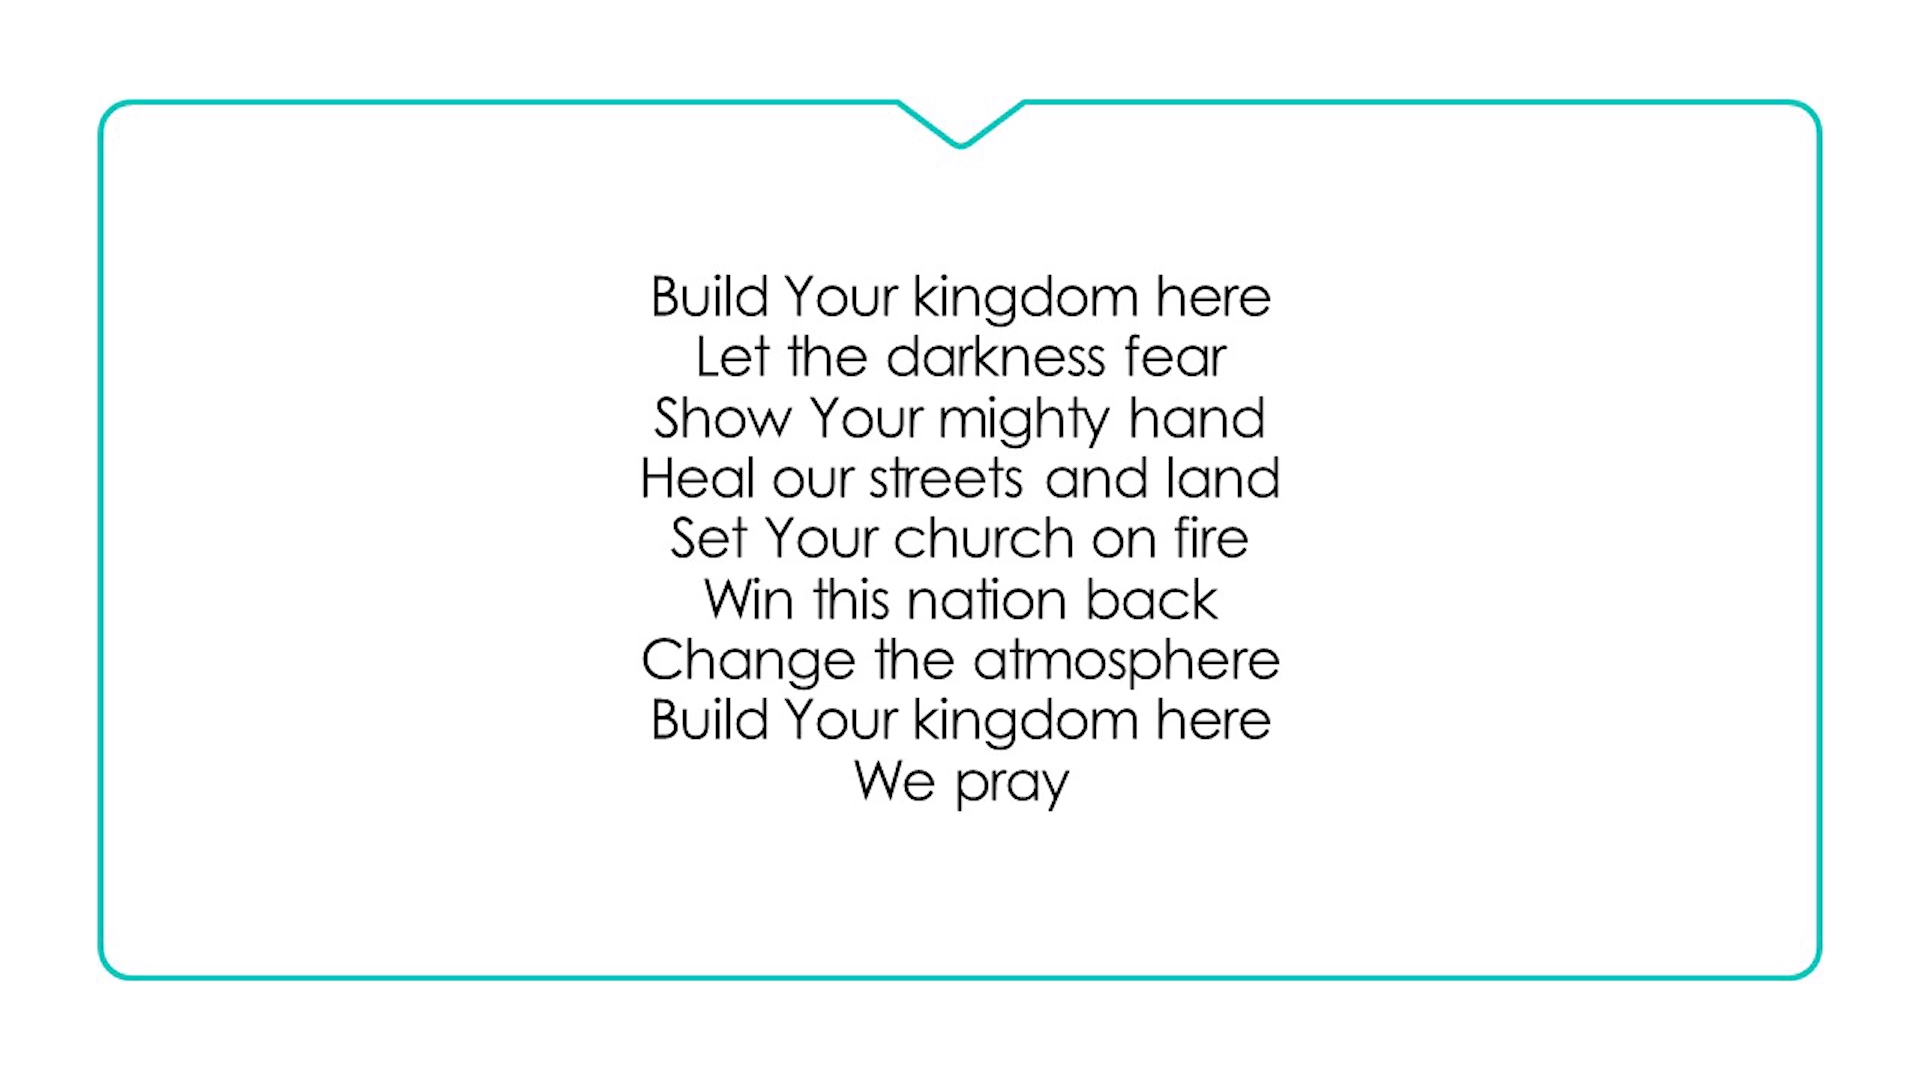 Build Your kingdom here
Let the darkness fear
Show Your mighty hand
Heal our streets and land
Set Your church on fire
Win this nation back
Change the atmosphere
Build Your kingdom here
We pray